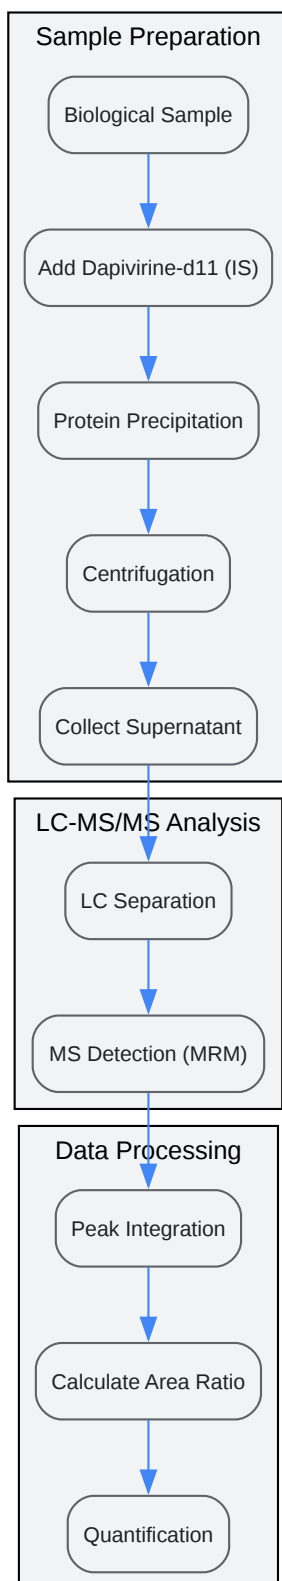 Sample Preparation
Biological Sample
Add Dapivirine-d11 (IS)
Protein Precipitation
Centrifugation
Collect Supernatant
LC-MS/MS Analysis
LC Separation
MS Detection (MRM)
Data Processing
Peak Integration
Calculate Area Ratio
Quantification